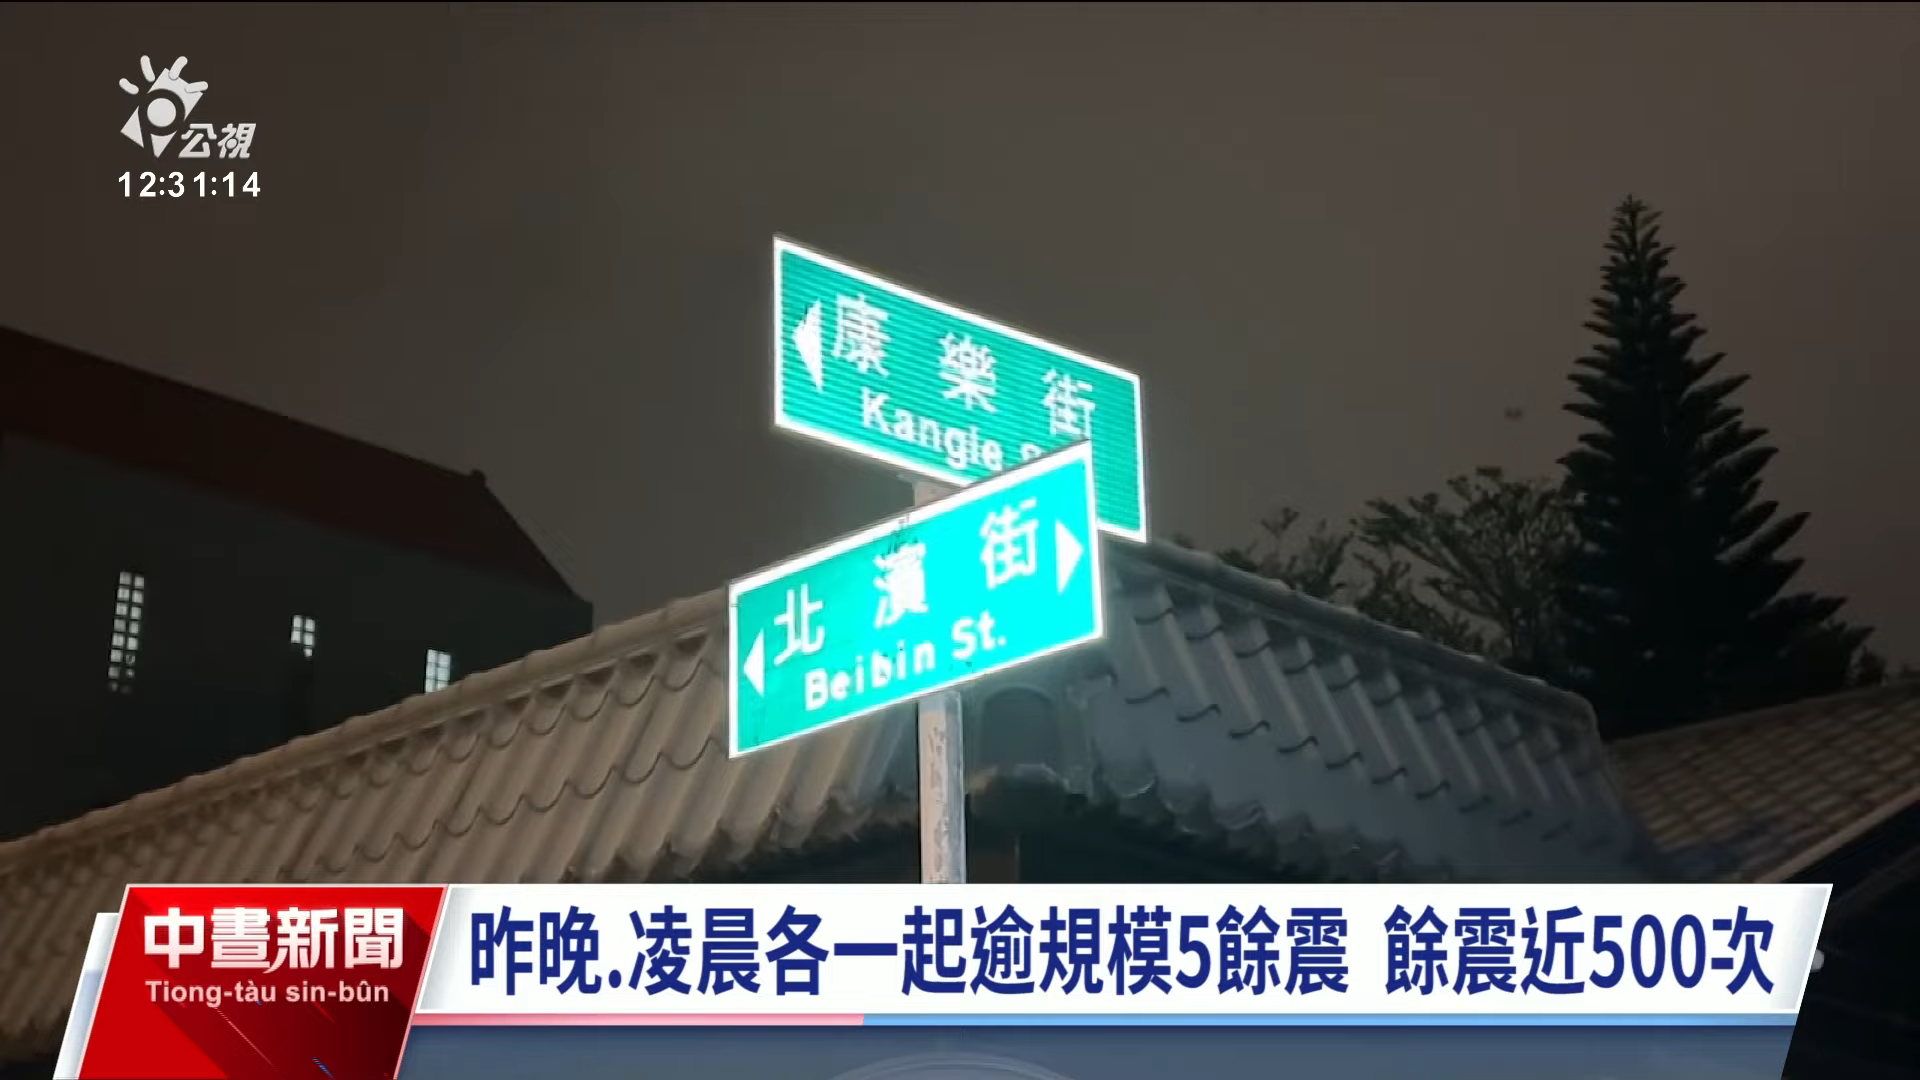 公視
12:31:14
康樂街
Kangle
北濱街
Beibin St.
中晝新聞
Tiong-tàu sin-bûn
昨晚.凌晨各一起逾規模5餘震 餘震近500次